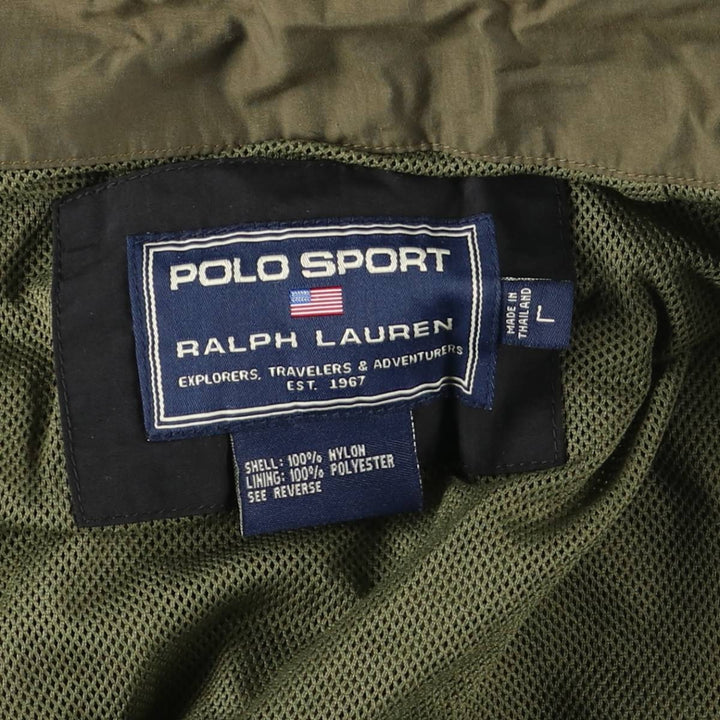 POLO SPORT
RALPH LAUREN
EXPLORERS, TRAVELERS & ADVENTURERS
EST. 1967
MADE IN
THAILAND
L
SHELL: 100% NYLON
LINING: 100% POLYESTER
SEE REVERSE